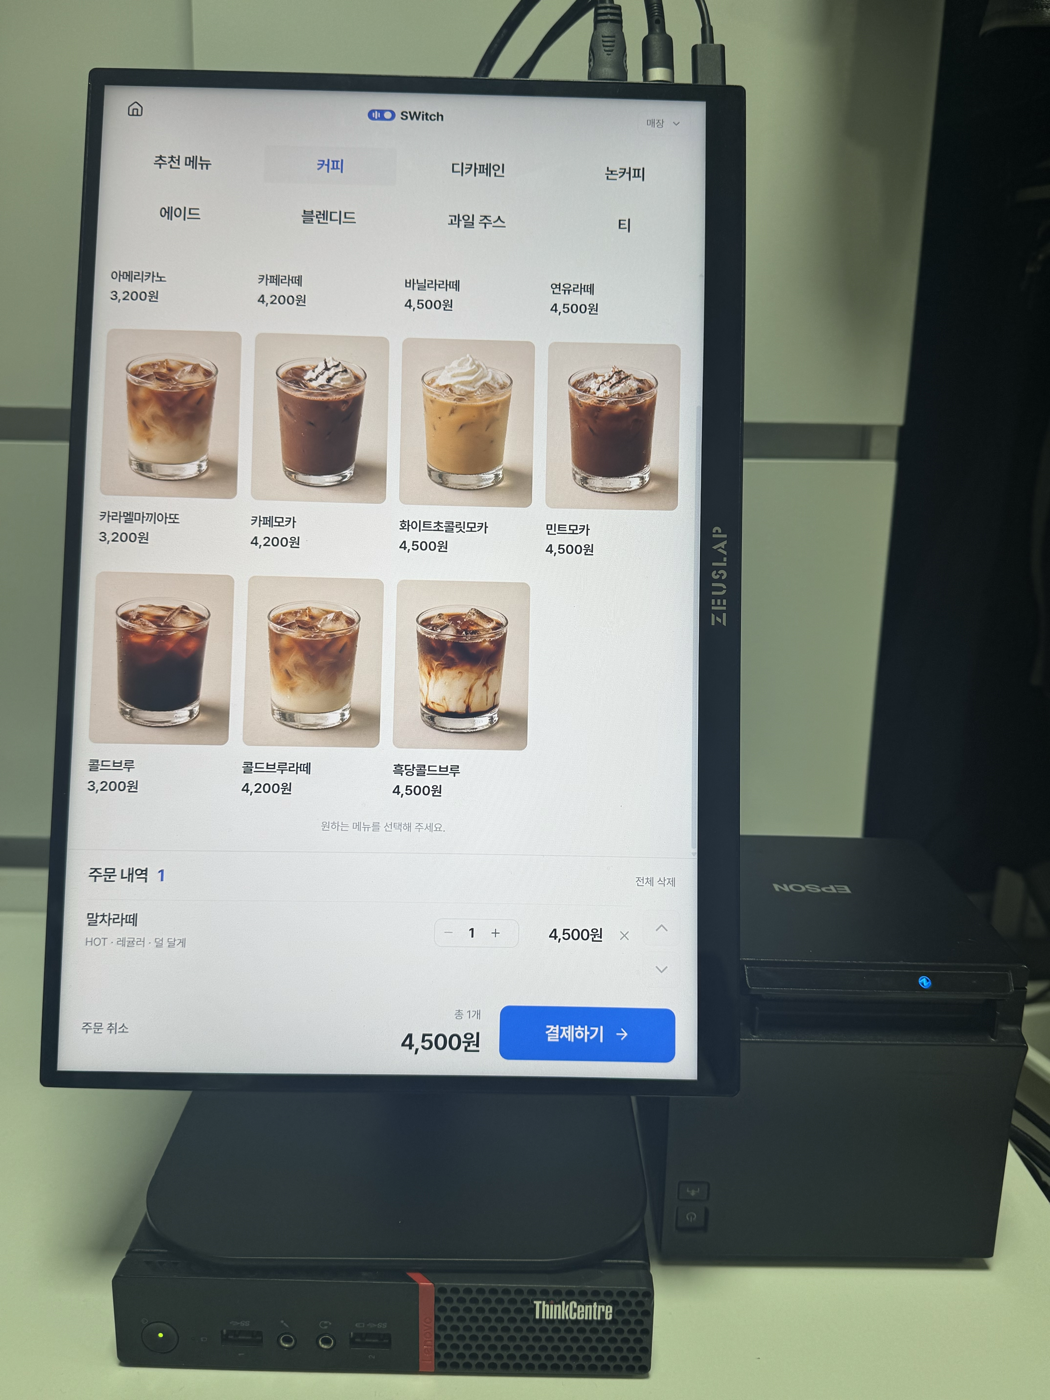 SWitch
매장
추천 메뉴
커피
디카페인
논커피
에이드
블렌디드
과일 주스
티
아메리카노
3,200원
카페라떼
4,200원
바닐라라떼
4,500원
연유라떼
4,500원
카라멜마끼아또
3,200원
카페모카
4,200원
화이트초콜릿모카
4,500원
민트모카
4,500원
콜드브루
3,200원
콜드브루라떼
4,200원
흑당콜드브루
4,500원
원하는 메뉴를 선택해 주세요.
주문 내역 1
전체 삭제
말차라떼
HOT · 레귤러 · 덜 달게
− 1 +
4,500원 ×
주문 취소
총 1개
4,500원
결제하기 →
ZEUSLAP
EPSON
ThinkCentre
lenovo